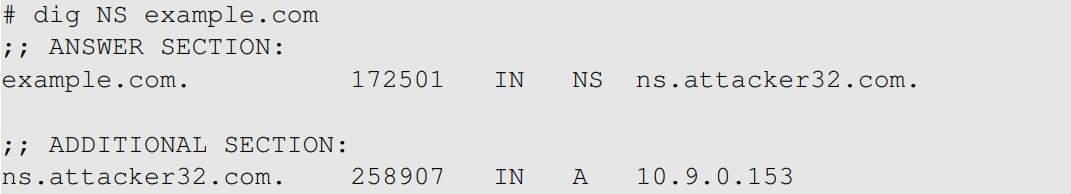 # dig NS example.com
;; ANSWER SECTION:
example.com. 172501 IN NS ns.attacker32.com.
;; ADDITIONAL SECTION:
ns.attacker32.com. 258907 IN A 10.9.0.153